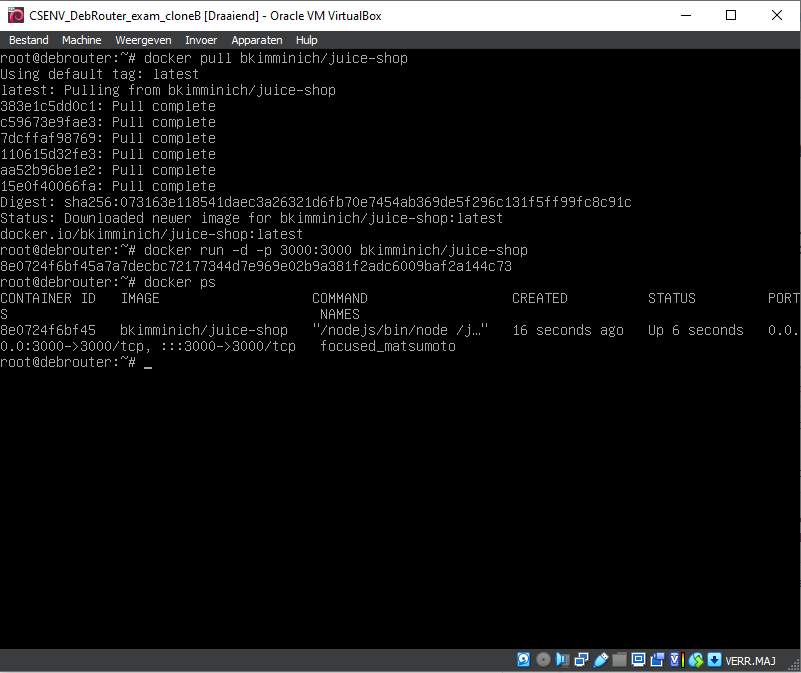 CSENV_DebRouter_exam_cloneB [Draaiend] - Oracle VM VirtualBox
Bestand Machine Weergeven Invoer Apparaten Hulp
root@debrouter:~# docker pull bkimminich/juice-shop
Using default tag: latest
latest: Pulling from bkimminich/juice-shop
383e1c5dd0c1: Pull complete
c59673e9fae3: Pull complete
7dcffaf98769: Pull complete
110615d32fe3: Pull complete
aa52b96be1e2: Pull complete
15e0f40066fa: Pull complete
Digest: sha256:073163e118541daec3a26321d6fb70e7454ab369de5f296c131f5ff99fc8c91c
Status: Downloaded newer image for bkimminich/juice-shop:latest
docker.io/bkimminich/juice-shop:latest
root@debrouter:~# docker run -d -p 3000:3000 bkimminich/juice-shop
8e0724f6bf45a7a7decbc72177344d7e969e02b9a381f2adc6009baf2a144c73
root@debrouter:~# docker ps
CONTAINER ID   IMAGE                   COMMAND                  CREATED          STATUS         PORT
S                                       NAMES
8e0724f6bf45   bkimminich/juice-shop   "/nodejs/bin/node /j…"   16 seconds ago   Up 6 seconds   0.0.
0.0:3000->3000/tcp, :::3000->3000/tcp   focused_matsumoto
root@debrouter:~# _
VERR.MAJ